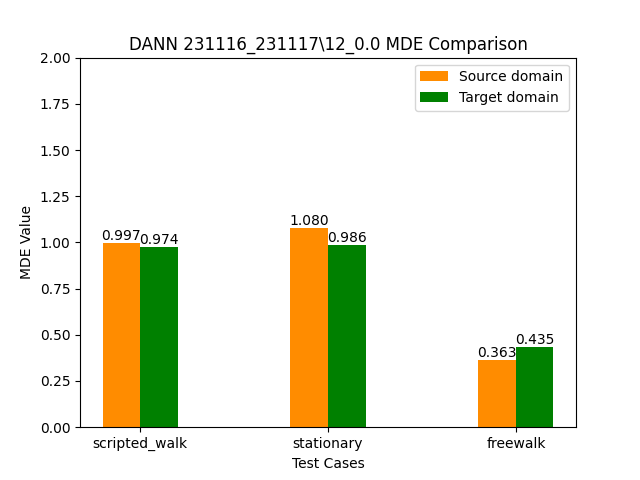 DANN 231116_231117\12_0.0 MDE Comparison
2.00
1.75
1.50
1.25
1.00
0.75
0.50
0.25
0.00
MDE Value
Source domain
Target domain
0.997
0.974
1.080
0.986
0.363
0.435
scripted_walk
stationary
freewalk
Test Cases